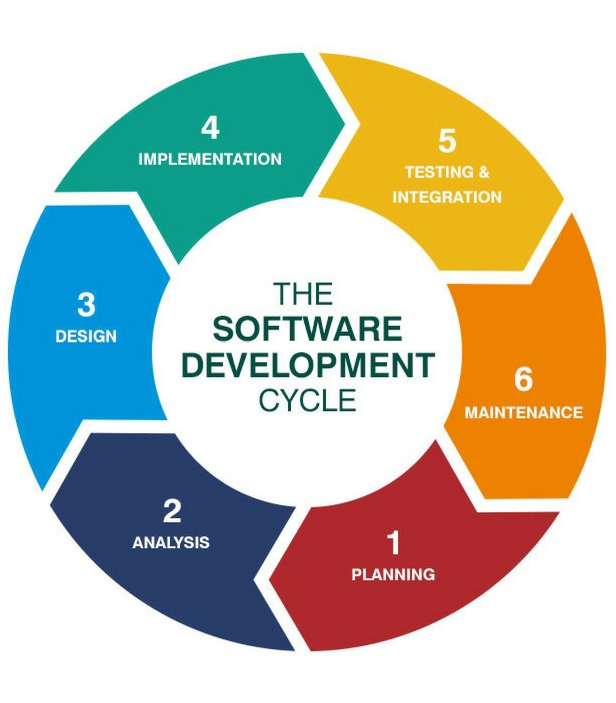 THE
SOFTWARE
DEVELOPMENT
CYCLE
1
PLANNING
2
ANALYSIS
3
DESIGN
4
IMPLEMENTATION
5
TESTING &
INTEGRATION
6
MAINTENANCE